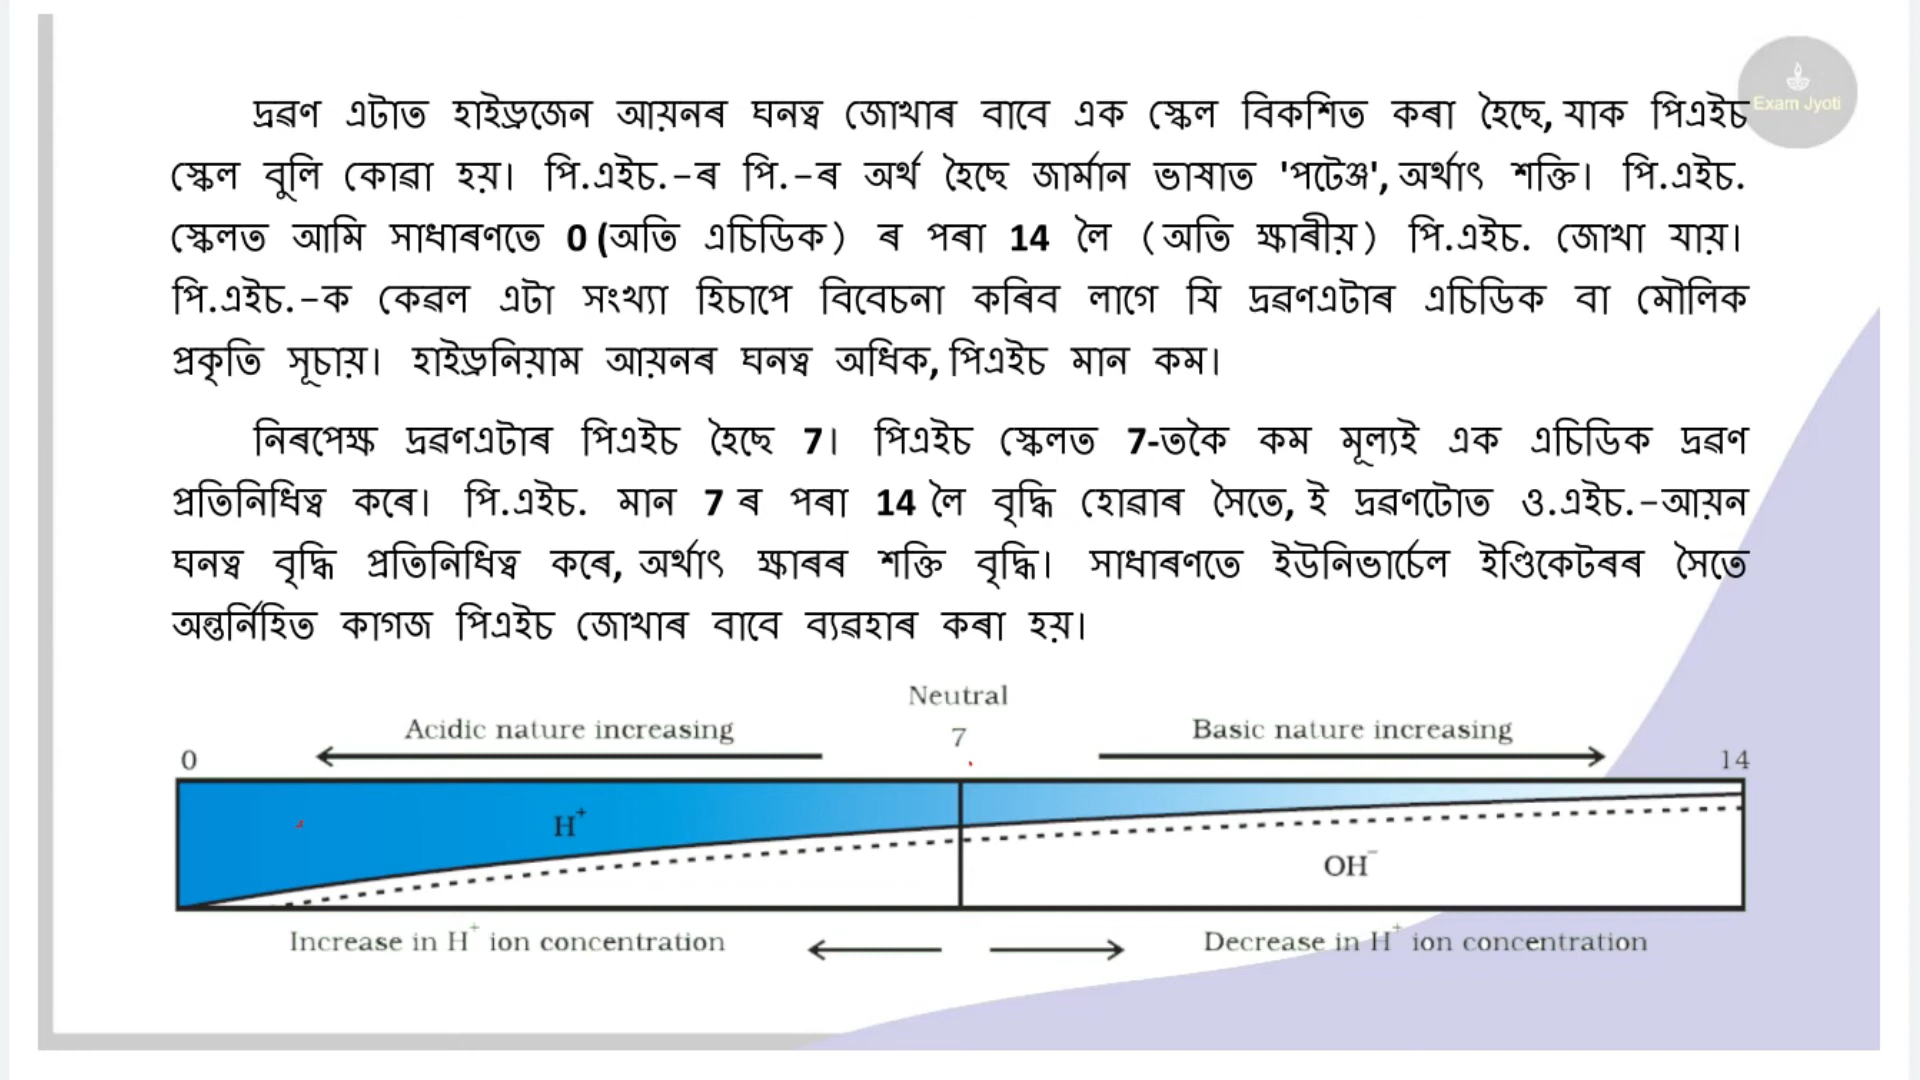 দ্ৰৱণ এটাত হাইড্ৰজেন আয়নৰ ঘনত্ব জোখাৰ বাবে এক স্কেল বিকশিত কৰা হৈছে, যাক পিএইচ
স্কেল বুলি কোৱা হয়। পি.এইচ.-ৰ পি.-ৰ অৰ্থ হৈছে জাৰ্মান ভাষাত 'পটেঞ্জ', অৰ্থাৎ শক্তি। পি.এইচ.
স্কেলত আমি সাধাৰণতে 0 (অতি এচিডিক) ৰ পৰা 14 লৈ (অতি ক্ষাৰীয়) পি.এইচ. জোখা যায়।
পি.এইচ.-ক কেৱল এটা সংখ্যা হিচাপে বিবেচনা কৰিব লাগে যি দ্ৰৱণএটাৰ এচিডিক বা মৌলিক
প্ৰকৃতি সূচায়। হাইড্ৰনিয়াম আয়নৰ ঘনত্ব অধিক, পিএইচ মান কম।
নিৰপেক্ষ দ্ৰৱণএটাৰ পিএইচ হৈছে 7। পিএইচ স্কেলত 7-তকৈ কম মূল্যই এক এচিডিক দ্ৰৱণ
প্ৰতিনিধিত্ব কৰে। পি.এইচ. মান 7 ৰ পৰা 14 লৈ বৃদ্ধি হোৱাৰ সৈতে, ই দ্ৰৱণটোত ও.এইচ.-আয়ন
ঘনত্ব বৃদ্ধি প্ৰতিনিধিত্ব কৰে, অৰ্থাৎ ক্ষাৰৰ শক্তি বৃদ্ধি। সাধাৰণতে ইউনিভাৰ্চেল ইণ্ডিকেটৰৰ সৈতে
অন্তৰ্নিহিত কাগজ পিএইচ জোখাৰ বাবে ব্যৱহাৰ কৰা হয়।
Exam Jyoti
Neutral
Acidic nature increasing 7 Basic nature increasing
0 14
H⁺
OH⁻
Increase in H⁺ ion concentration Decrease in H⁺ ion concentration